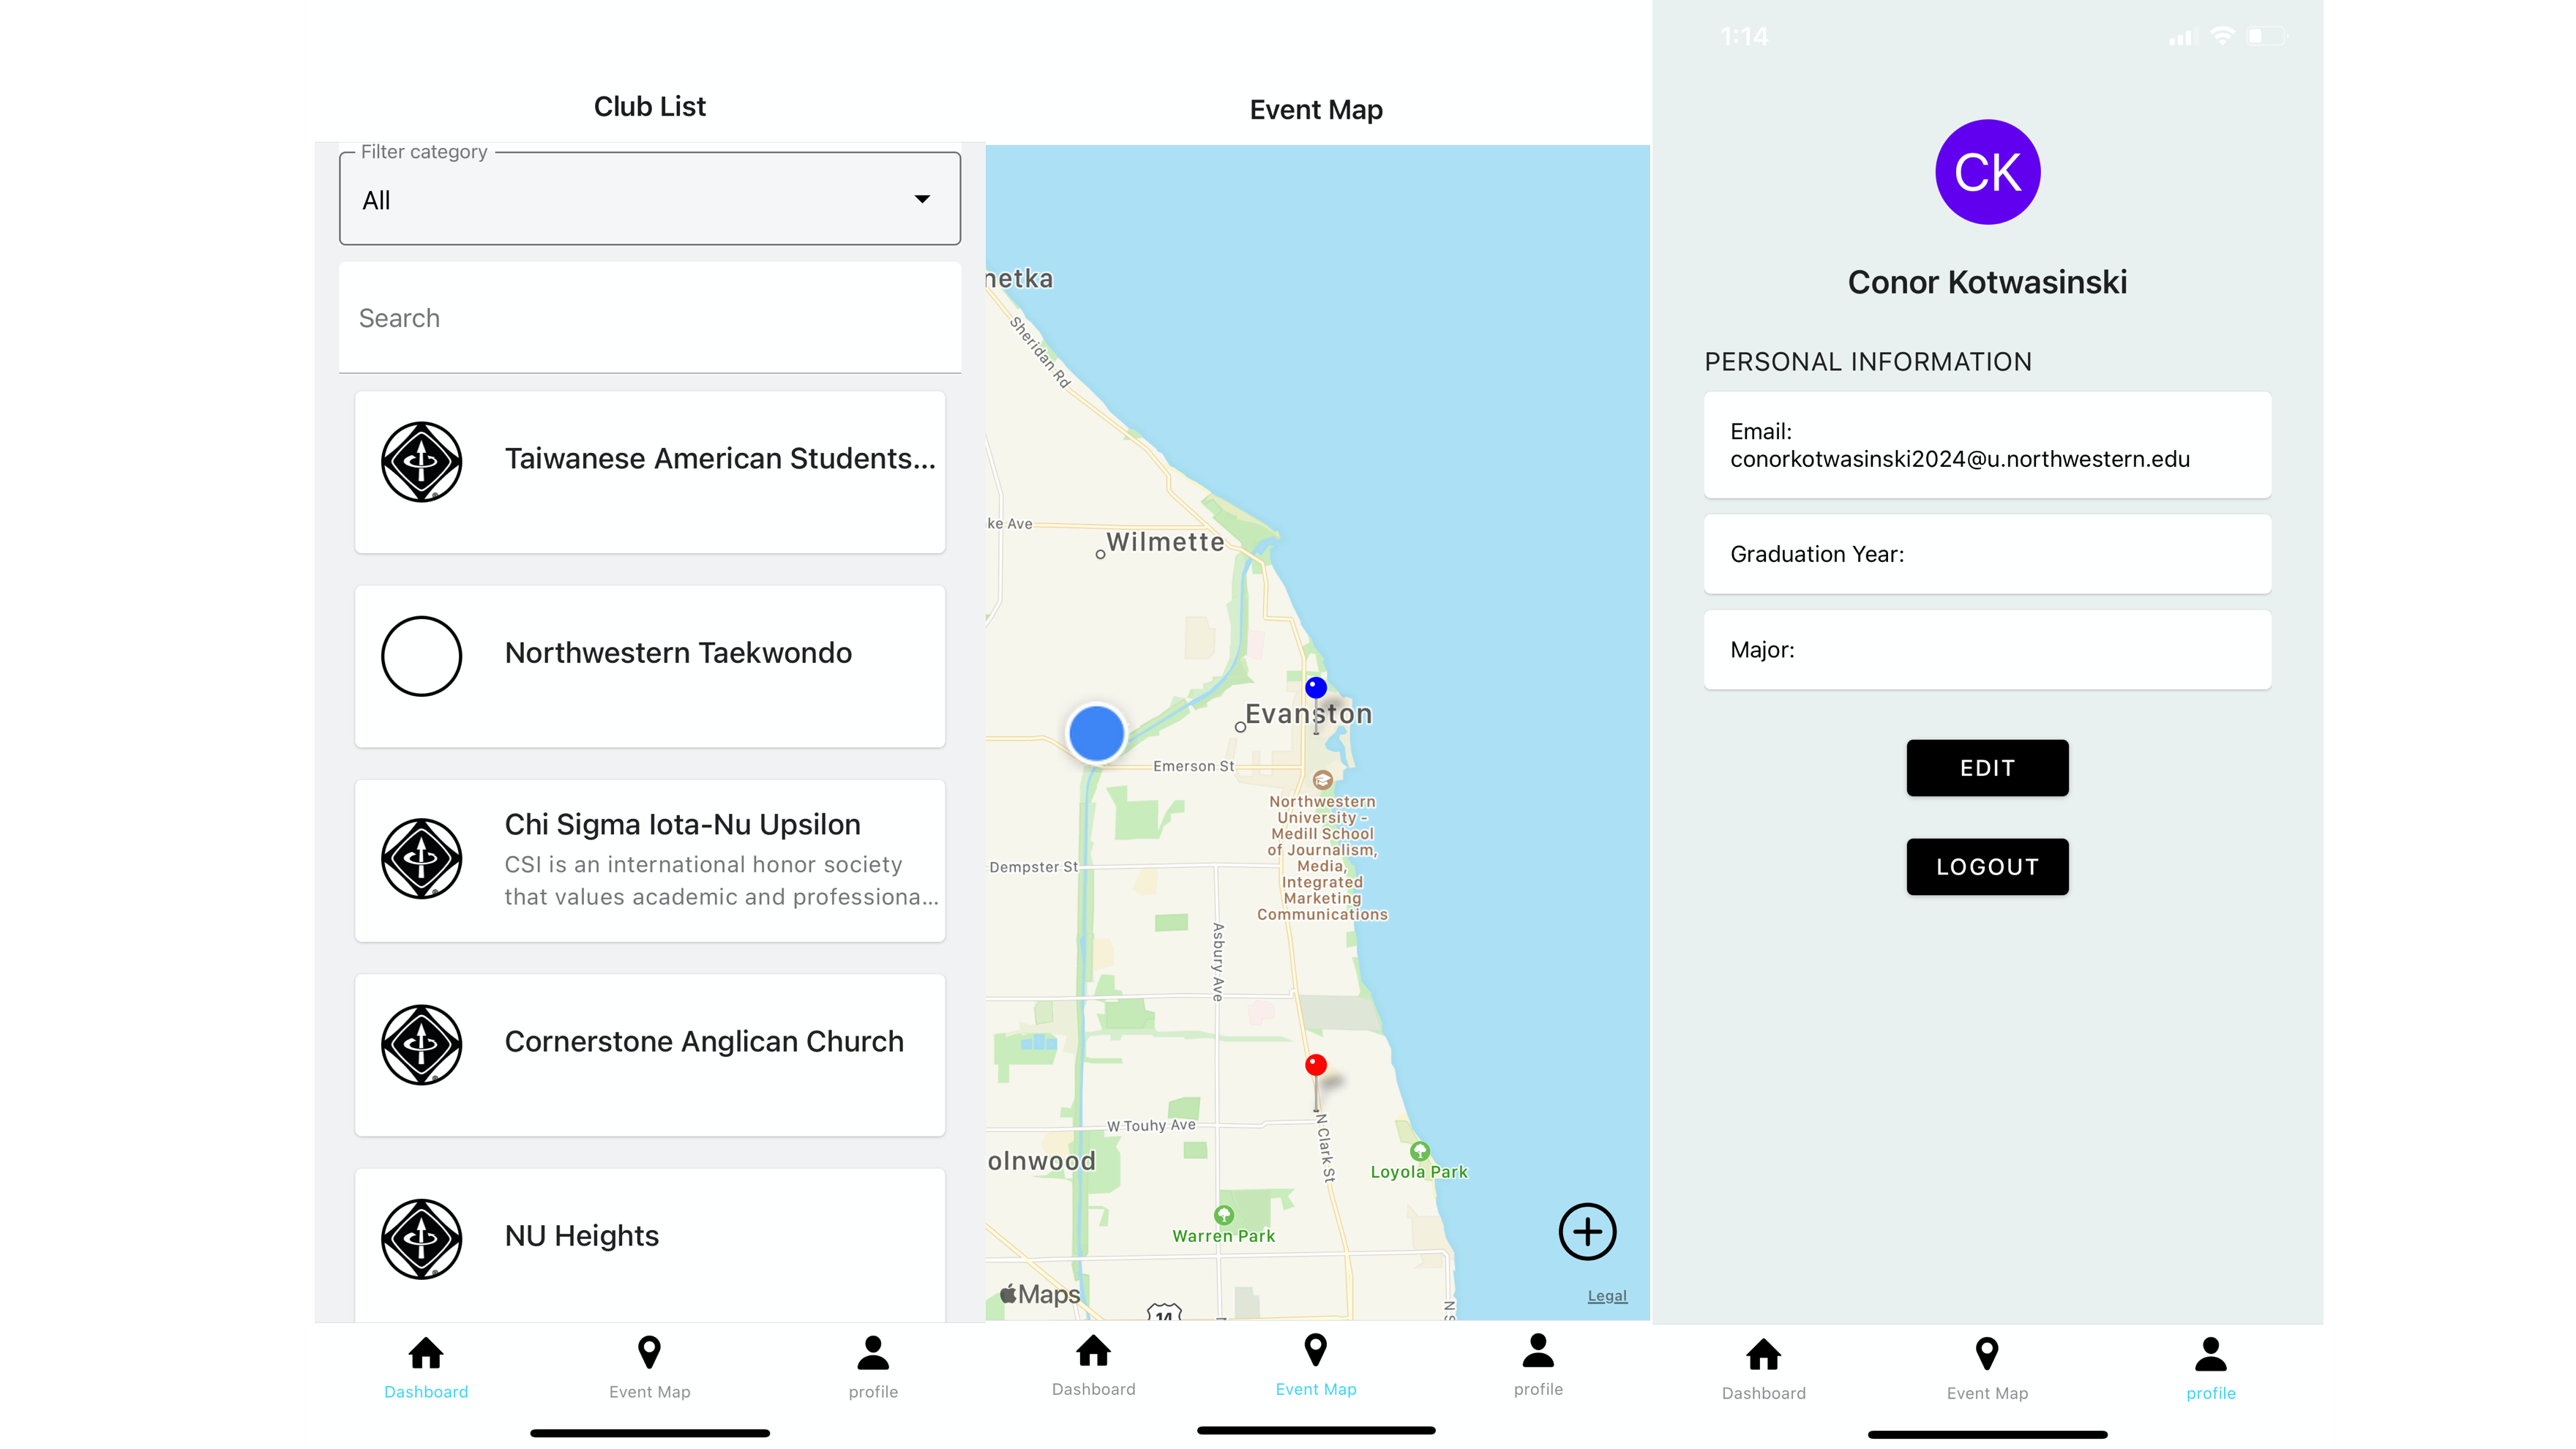 Club List
Filter category
All
Search
Taiwanese American Students...
Northwestern Taekwondo
Chi Sigma Iota-Nu Upsilon
CSI is an international honor society
that values academic and professiona...
Cornerstone Anglican Church
NU Heights
Dashboard
Event Map
profile
Event Map
netka
Sheridan Rd
ke Ave
Wilmette
Evanston
Emerson St
Northwestern
University -
Medill School
of Journalism,
Media,
Integrated
Marketing
Communications
Dempster St
Asbury Ave
W Touhy Ave
N Clark St
olnwood
Loyola Park
Warren Park
Maps
14
Legal
Dashboard
Event Map
profile
1:14
CK
Conor Kotwasinski
PERSONAL INFORMATION
Email:
conorkotwasinski2024@u.northwestern.edu
Graduation Year:
Major:
EDIT
LOGOUT
Dashboard
Event Map
profile